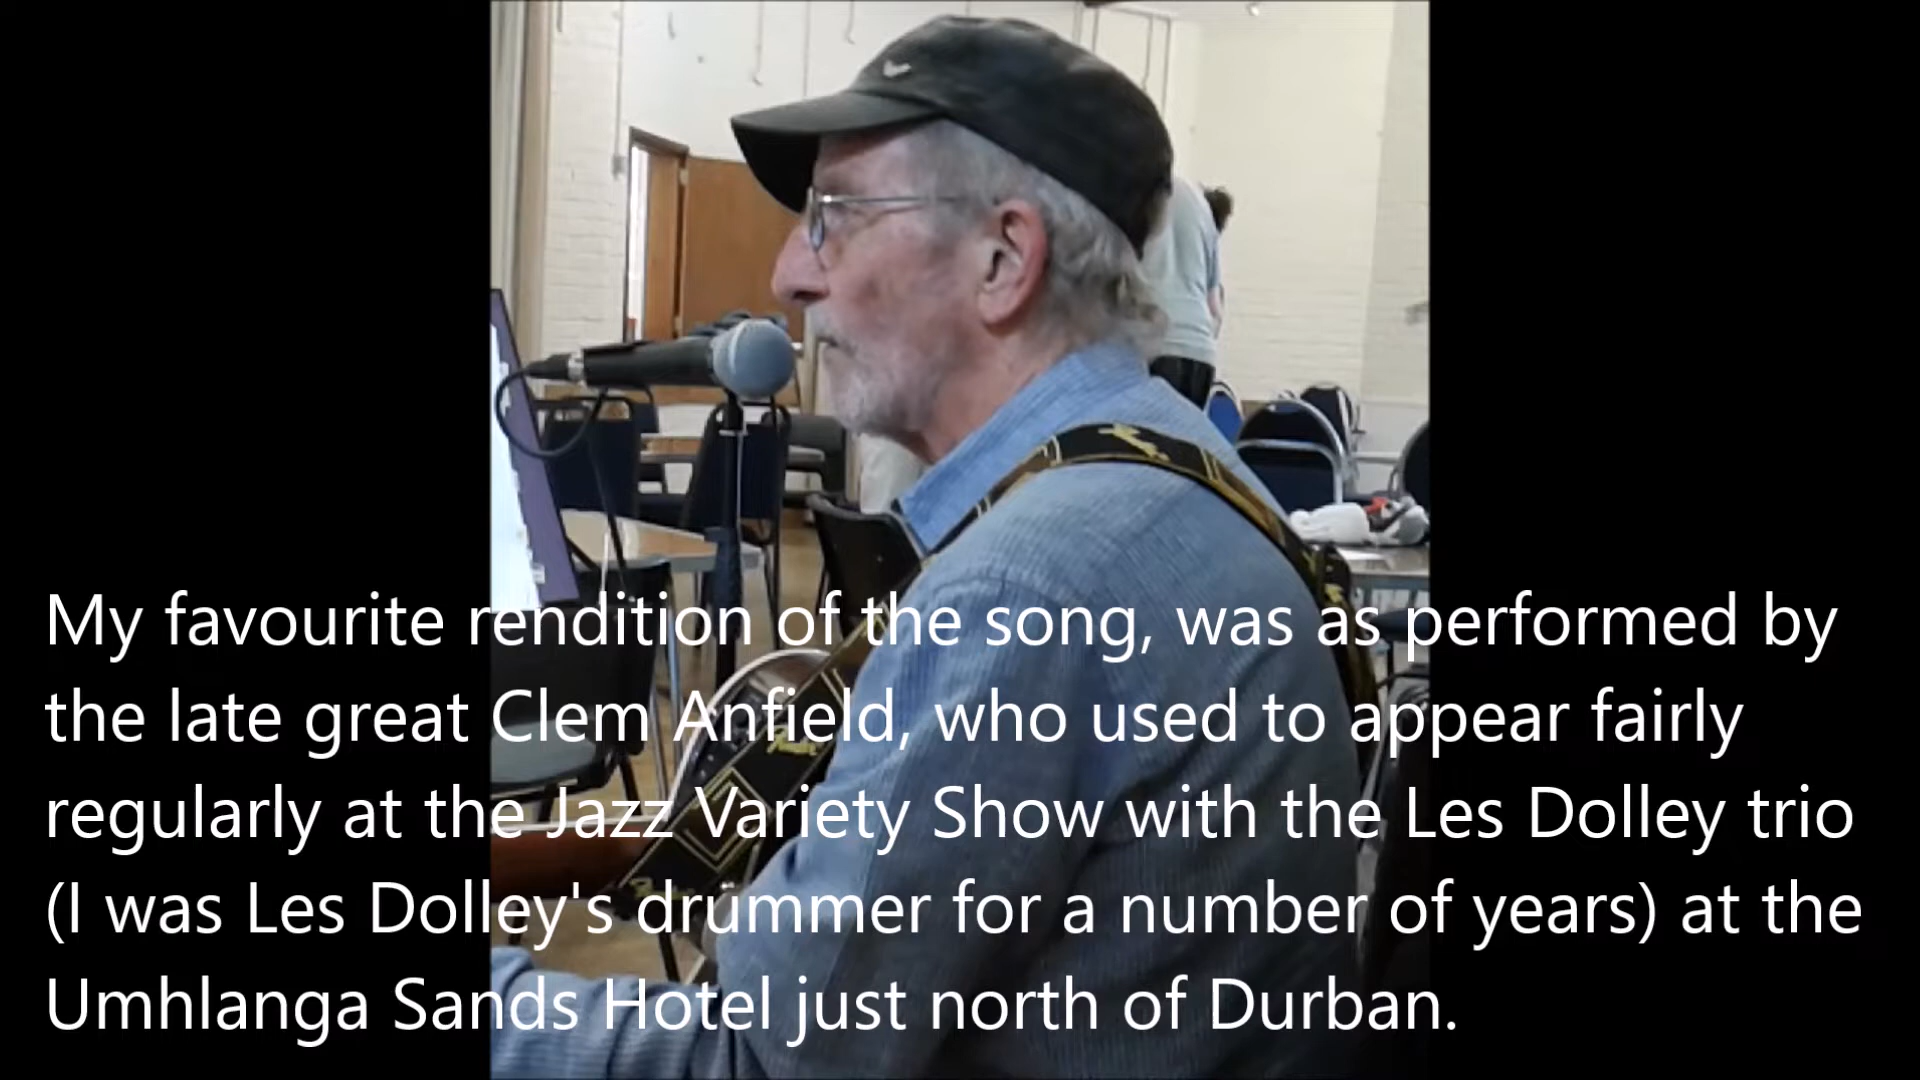 My favourite rendition of the song, was as performed by
the late great Clem Anfield, who used to appear fairly
regularly at the Jazz Variety Show with the Les Dolley trio
(I was Les Dolley's drummer for a number of years) at the
Umhlanga Sands Hotel just north of Durban.